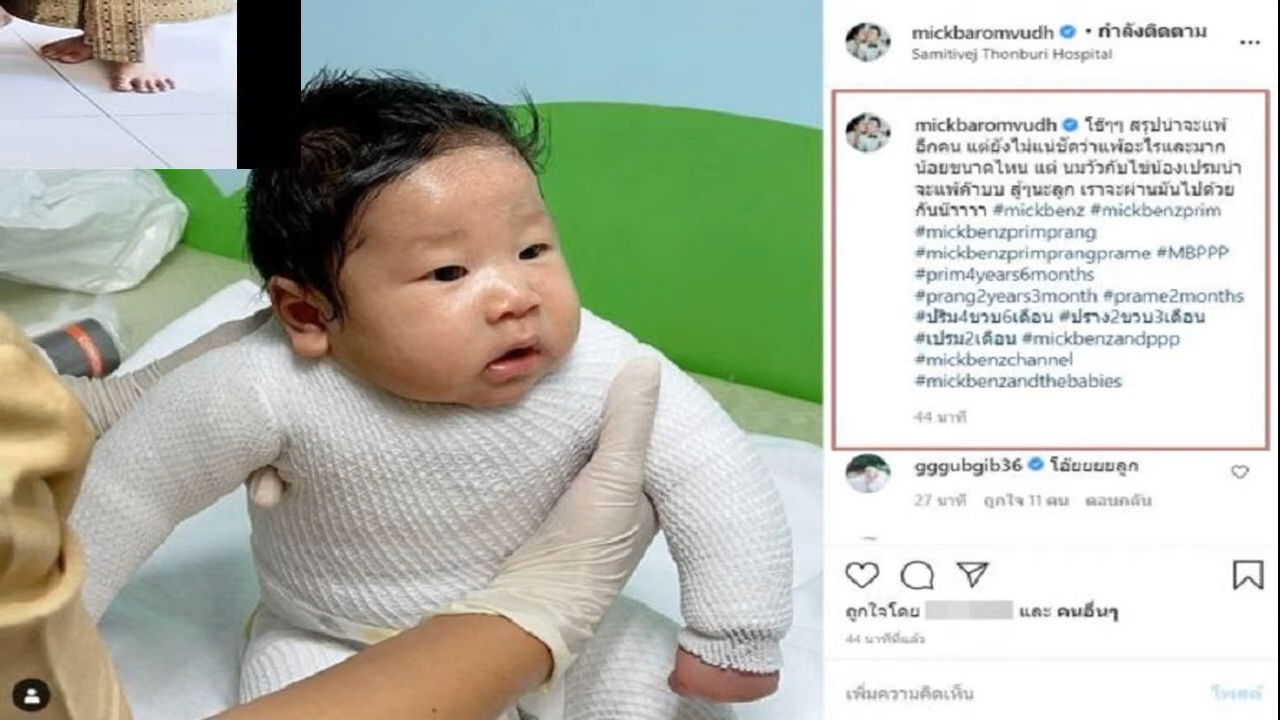 mickbaromvudh • กำลังติดตาม
Samitivej Thonburi Hospital
mickbaromvudh โธ่ๆๆ สรุปน่าจะแพ้
อีกคน แต่ยังไม่แน่ชัดว่าแพ้อะไรและมาก
น้อยขนาดไหน แต่ นมวัวกับไข่น้องเปรมน่า
จะแพ้ค้าบบ สู้ๆนะลูก เราจะผ่านมันไปด้วย
กันน๊าาาา #mickbenz #mickbenzprim
#mickbenzprimprang
#mickbenzprimprangprame #MBPPP
#prim4years6months
#prang2years3month #prame2months
#ปริม4ขวบ6เดือน #ปราง2ขวบ3เดือน
#เปรม2เดือน #mickbenzandppp
#mickbenzchannel
#mickbenzandthebabies
44 นาที
gggubgib36 โอ๊ยยยยลูก
27 นาที ถูกใจ 11 คน ตอบกลับ
ถูกใจโดย และ คนอื่นๆ
44 นาทีที่แล้ว
เพิ่มความคิดเห็น โพสต์